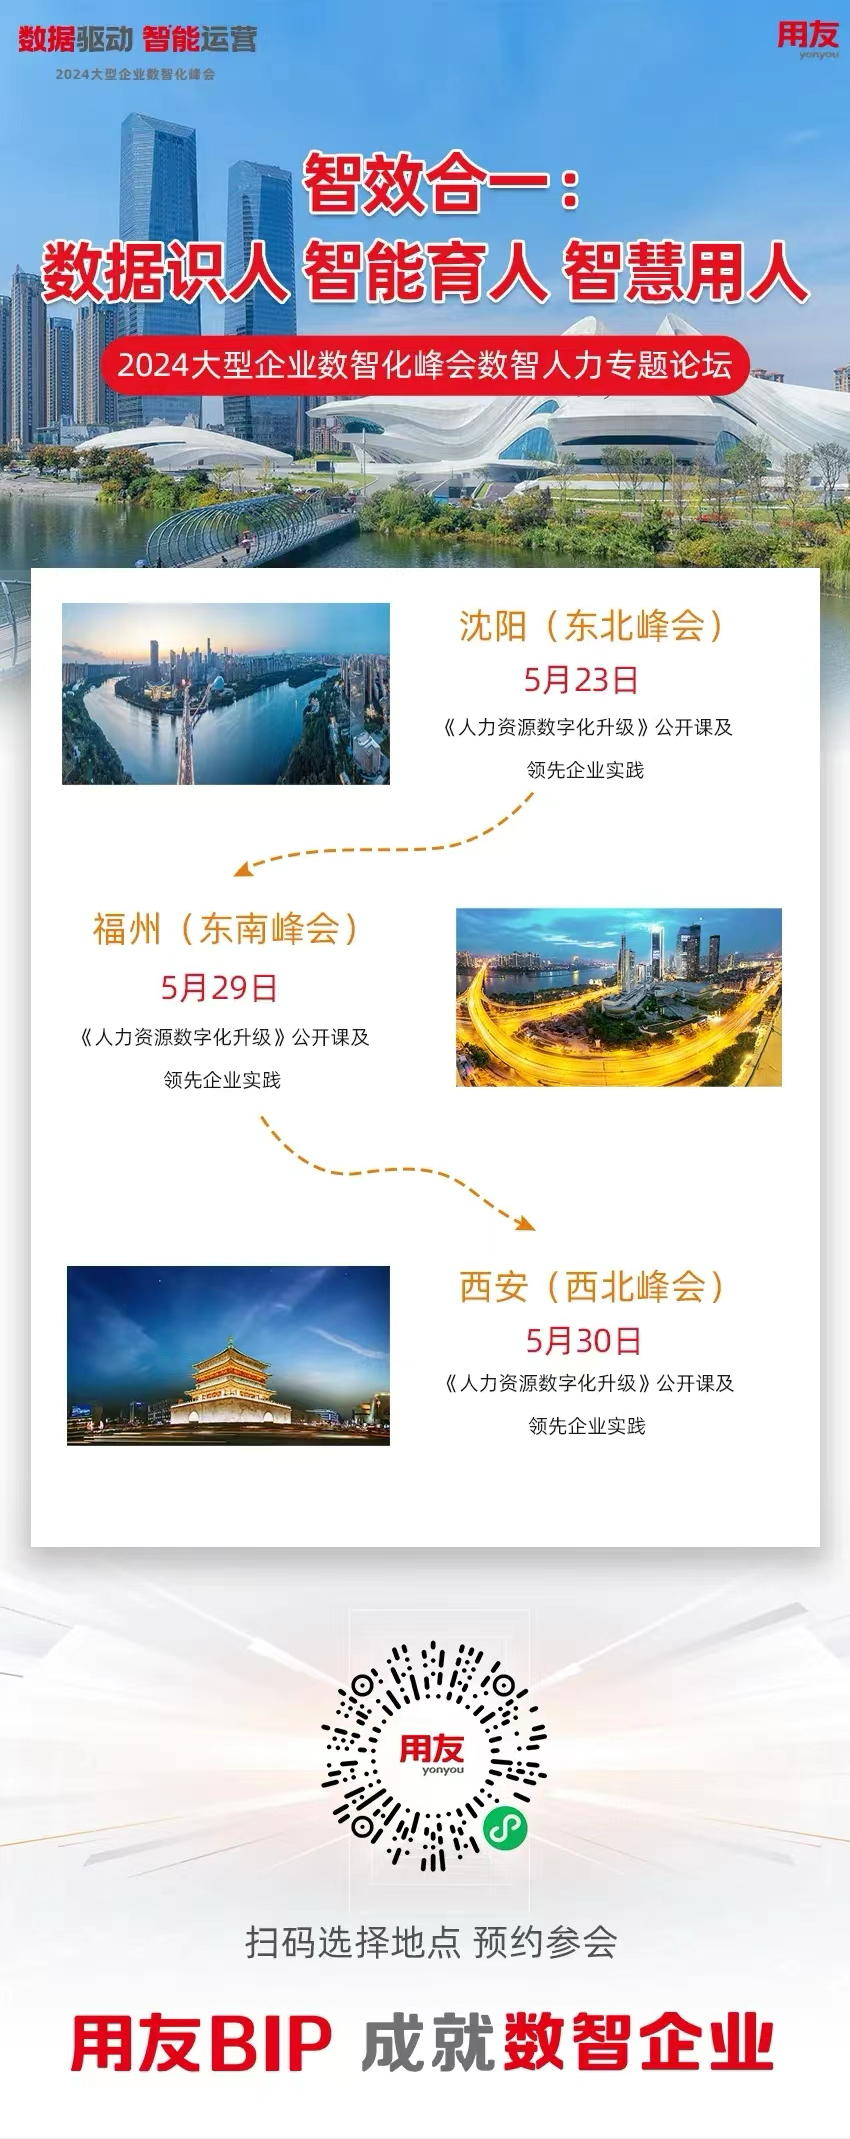 数据驱动 智能运营
2024大型企业数智化峰会
用友
yonyou
智效合一：
数据识人 智能育人 智慧用人
2024大型企业数智化峰会数智人力专题论坛
沈阳（东北峰会）
5月23日
《人力资源数字化升级》公开课及
领先企业实践
福州（东南峰会）
5月29日
《人力资源数字化升级》公开课及
领先企业实践
西安（西北峰会）
5月30日
《人力资源数字化升级》公开课及
领先企业实践
用友
yonyou
扫码选择地点 预约参会
用友BIP 成就数智企业